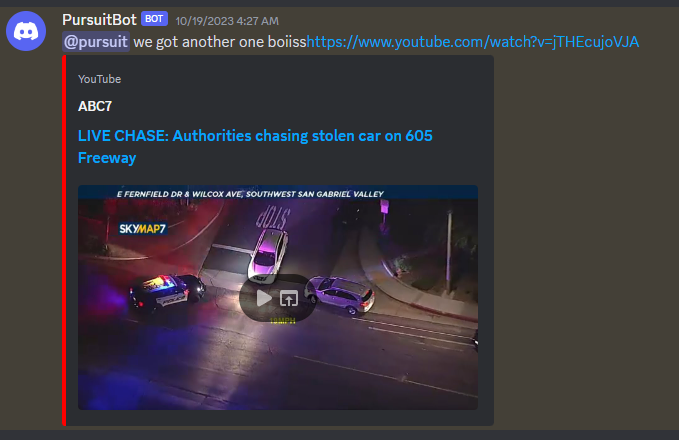 PursuitBot BOT 10/19/2023 4:27 AM
@pursuit we got another one boiisshttps://www.youtube.com/watch?v=jTHEcujoVJA
YouTube
ABC7
LIVE CHASE: Authorities chasing stolen car on 605
Freeway
E FERNFIELD DR & WILCOX AVE, SOUTHWEST SAN GABRIEL VALLEY
STOP
SKYMAP7